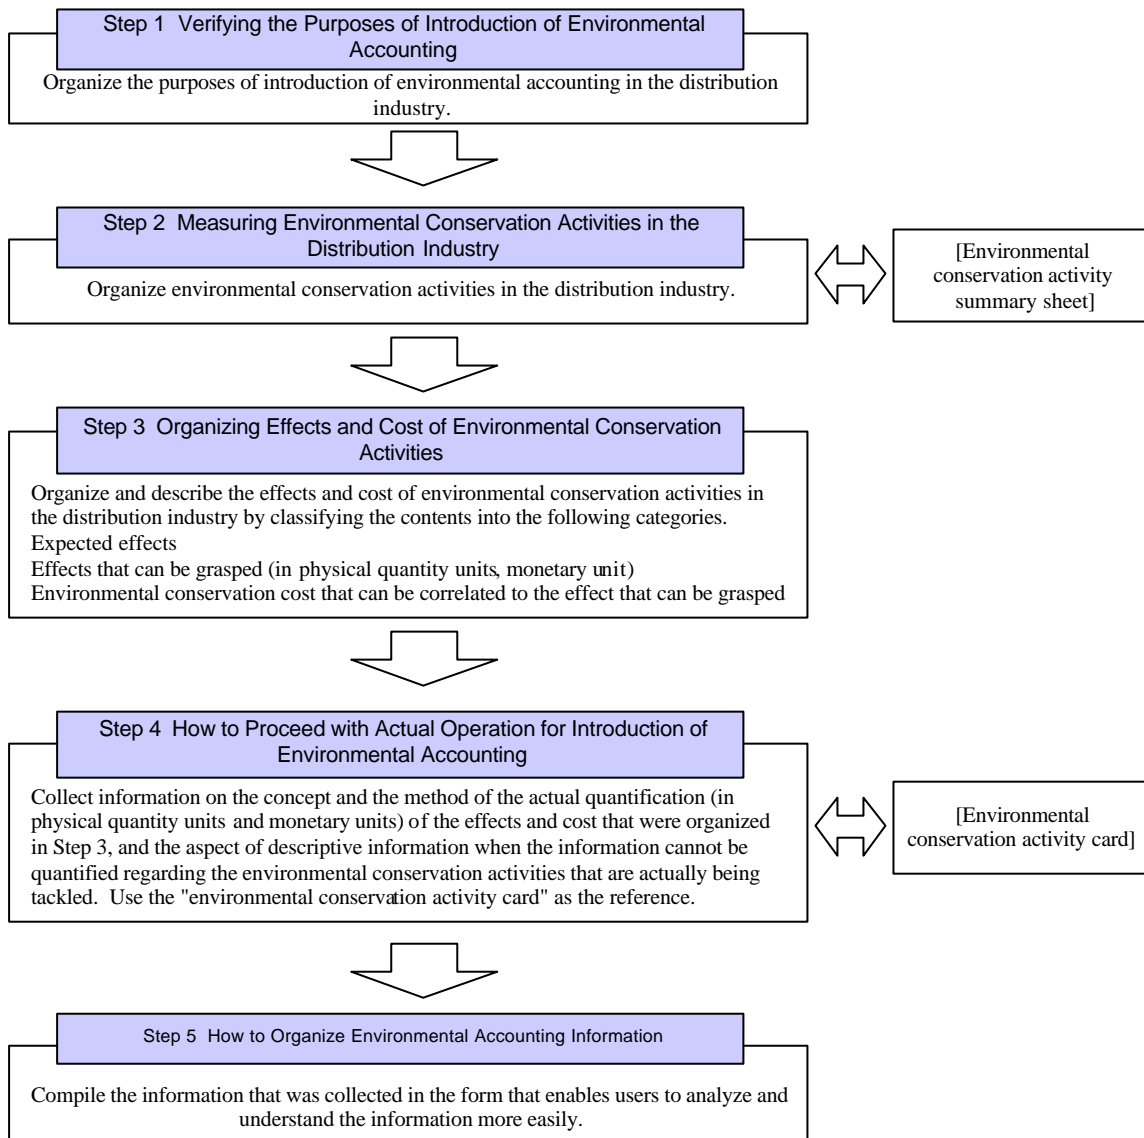 Step 1  Verifying the Purposes of Introduction of Environmental
Accounting
Organize the purposes of introduction of environmental accounting in the distribution
industry.
Step 2  Measuring Environmental Conservation Activities in the
Distribution Industry
Organize environmental conservation activities in the distribution industry.
[Environmental
conservation activity
summary sheet]
Step 3  Organizing Effects and Cost of Environmental Conservation
Activities
Organize and describe the effects and cost of environmental conservation activities in
the distribution industry by classifying the contents into the following categories.
Expected effects
Effects that can be grasped (in physical quantity units, monetary unit)
Environmental conservation cost that can be correlated to the effect that can be grasped
Step 4  How to Proceed with Actual Operation for Introduction of
Environmental Accounting
Collect information on the concept and the method of the actual quantification (in
physical quantity units and monetary units) of the effects and cost that were organized
in Step 3, and the aspect of descriptive information when the information cannot be
quantified regarding the environmental conservation activities that are actually being
tackled.  Use the "environmental conservation activity card" as the reference.
[Environmental
conservation activity card]
Step 5  How to Organize Environmental Accounting Information
Compile the information that was collected in the form that enables users to analyze and
understand the information more easily.